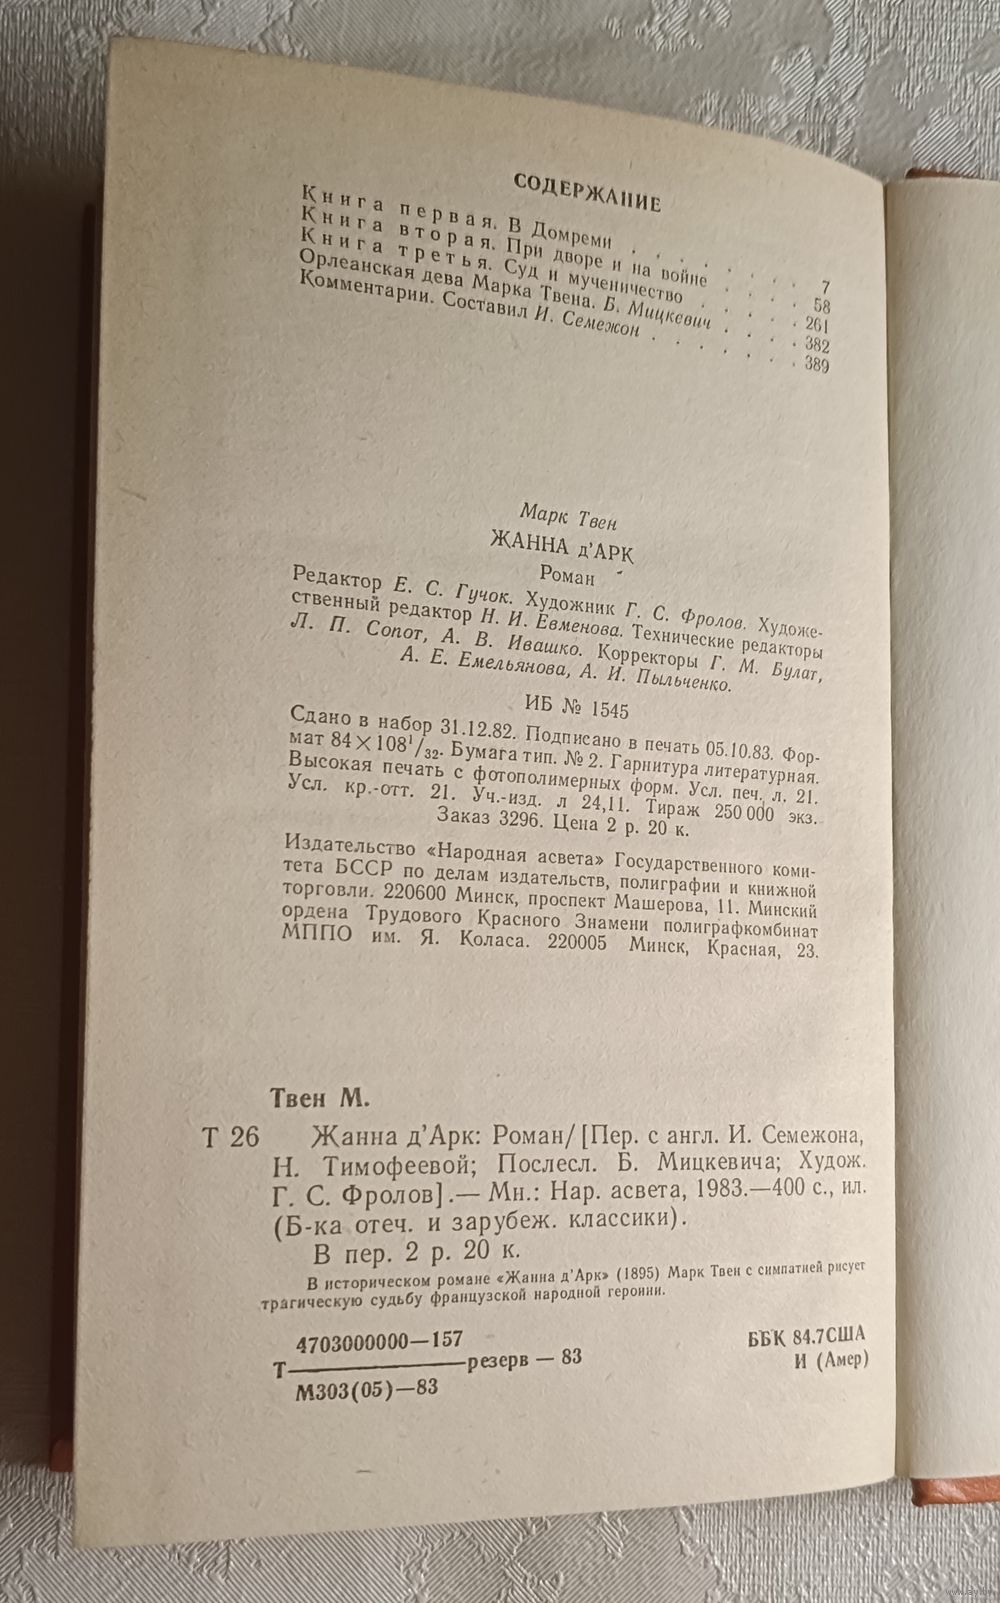 СОДЕРЖАНИЕ
Книга первая. В Домреми . . . . . . . 7
Книга вторая. При дворе и на войне . . . . 58
Книга третья. Суд и мученичество . . . . . 261
Орлеанская дева Марка Твена. Б. Мицкевич . . . . 382
Комментарии. Составил И. Семежон . . . . . . . 389
Марк Твен
ЖАННА д’АРК
Роман
Редактор Е. С. Гучок. Художник Г. С. Фролов. Художе-
ственный редактор Н. И. Евменова. Технические редакторы
Л. П. Сопот, А. В. Ивашко. Корректоры Г. М. Булат,
А. Е. Емельянова, А. И. Пыльченко.
ИБ № 1545
Сдано в набор 31.12.82. Подписано в печать 05.10.83. Фор-
мат 84×108¹/₃₂. Бумага тип. № 2. Гарнитура литературная.
Высокая печать с фотополимерных форм. Усл. печ. л. 21.
Усл. кр.-отт. 21. Уч.-изд. л 24,11. Тираж 250 000 экз.
Заказ 3296. Цена 2 р. 20 к.
Издательство «Народная асвета» Государственного коми-
тета БССР по делам издательств, полиграфии и книжной
торговли. 220600 Минск, проспект Машерова, 11. Минский
ордена Трудового Красного Знамени полиграфкомбинат
МППО им. Я. Коласа. 220005 Минск, Красная, 23.
Твен М.
Т 26 Жанна д’Арк: Роман/ [Пер. с англ. И. Семежона,
Н. Тимофеевой; Послесл. Б. Мицкевича; Худож.
Г. С. Фролов].— Мн.: Нар. асвета, 1983.—400 с., ил.
(Б-ка отеч. и зарубеж. классики).
В пер. 2 р. 20 к.
В историческом романе «Жанна д’Арк» (1895) Марк Твен с симпатией рисует
трагическую судьбу французской народной героини.
4703000000—157
Т резерв — 83
М303(05)—83
ББК 84.7США
И (Амер)